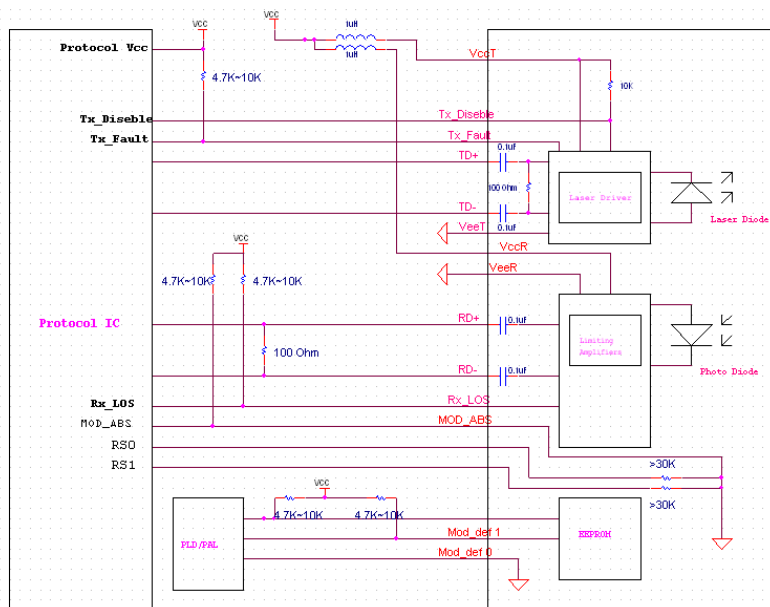 VCC
VCC
1uH
1uH
Protocol Vcc
VccT
4.7K~10K
10K
Tx_Diseble
Tx_Diseble
Tx_Fault
Tx_Fault
TD+
0.1uf
100 Ohm
Laser Driver
TD-
0.1uf
Laser Diode
VeeT
VCC
VccR
VeeR
4.7K~10K
4.7K~10K
Protocol IC
RD+
0.1uf
100 Ohm
Limiting
Amplifiers
RD-
0.1uf
Photo Diode
Rx_LOS
Rx_LOS
MOD_ABS
MOD_ABS
RS0
RS1
>30K
VCC
>30K
4.7K~10K
4.7K~10K
PLD/PAL
Mod_def 1
EEPROM
Mod_def 0